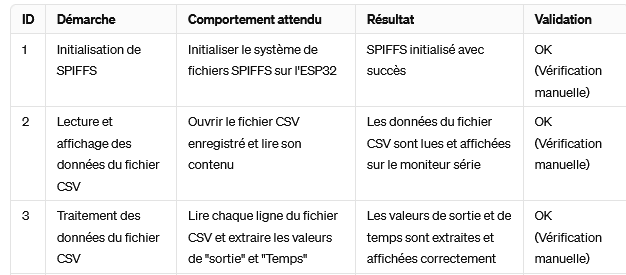 ID Démarche Comportement attendu Résultat Validation
1 Initialisation de Initialiser le système de SPIFFS initialisé avec OK
SPIFFS fichiers SPIFFS sur l'ESP32 succès (Vérification
manuelle)
2 Lecture et Ouvrir le fichier CSV Les données du fichier OK
affichage des enregistré et lire son CSV sont lues et affichées (Vérification
données du fichier contenu sur le moniteur série manuelle)
CSV
3 Traitement des Lire chaque ligne du fichier Les valeurs de sortie et de OK
données du fichier CSV et extraire les valeurs temps sont extraites et (Vérification
CSV de "sortie" et "Temps" affichées correctement manuelle)